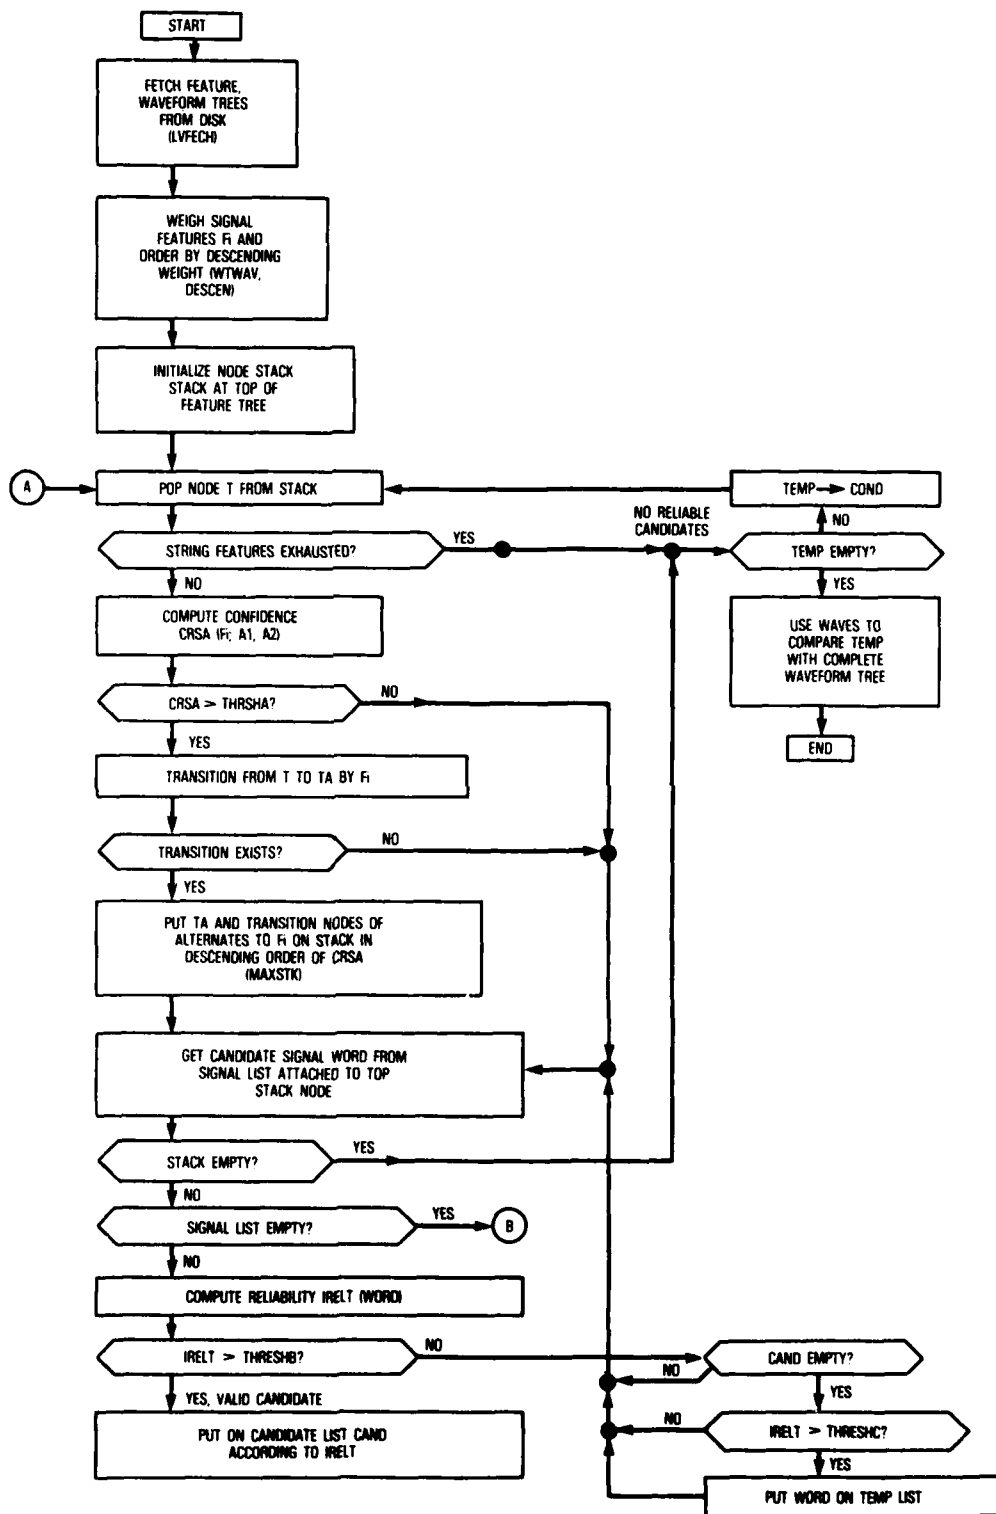 START
FETCH FEATURE,
WAVEFORM TREES
FROM DISK
(LVFECH)
WEIGH SIGNAL
FEATURES Fi AND
ORDER BY DESCENDING
WEIGHT (WTWAV,
DESCEN)
INITIALIZE NODE STACK
STACK AT TOP OF
FEATURE TREE
A
POP NODE T FROM STACK
TEMP → COND
NO
NO RELIABLE
CANDIDATES
STRING FEATURES EXHAUSTED?
YES
TEMP EMPTY?
NO
YES
COMPUTE CONFIDENCE
CRSA (Fi; A1, A2)
USE WAVES TO
COMPARE TEMP
WITH COMPLETE
WAVEFORM TREE
CRSA > THRSHA?
NO
YES
END
TRANSITION FROM T TO TA BY Fi
TRANSITION EXISTS?
NO
YES
PUT TA AND TRANSITION NODES OF
ALTERNATES TO Fi ON STACK IN
DESCENDING ORDER OF CRSA
(MAXSTK)
GET CANDIDATE SIGNAL WORD FROM
SIGNAL LIST ATTACHED TO TOP
STACK NODE
STACK EMPTY?
YES
NO
SIGNAL LIST EMPTY?
YES
B
NO
COMPUTE RELIABILITY IRELT (WORD)
IRELT > THRESHB?
NO
CAND EMPTY?
NO
YES
YES, VALID CANDIDATE
PUT ON CANDIDATE LIST CAND
ACCORDING TO IRELT
NO
IRELT > THRESHC?
YES
PUT WORD ON TEMP LIST